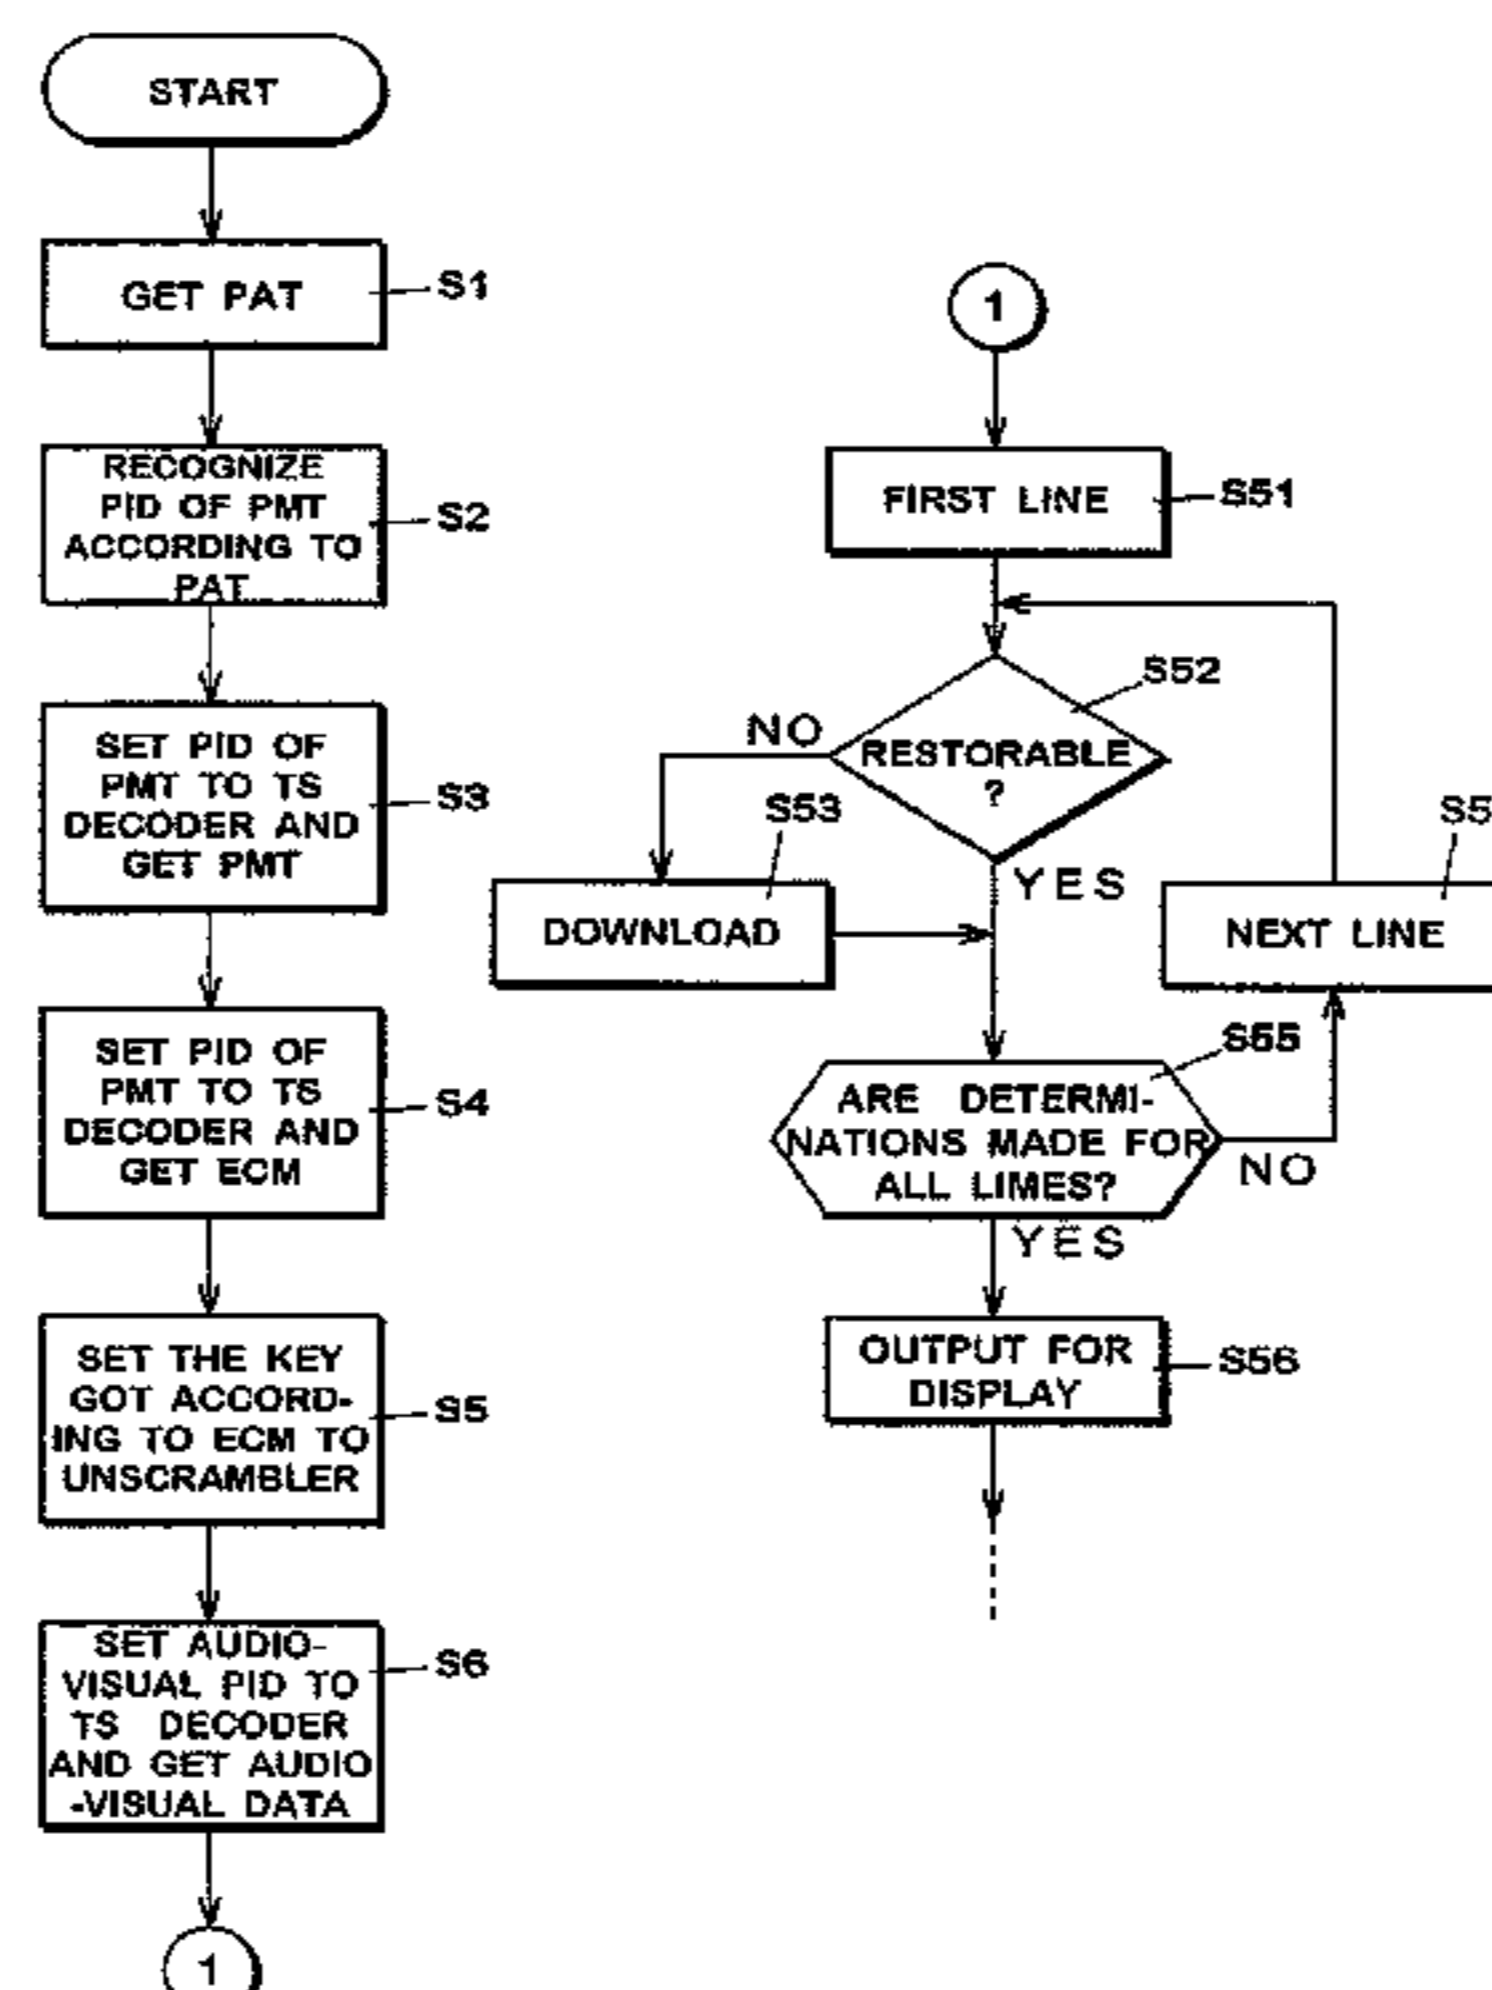 START
GET PAT
S1
RECOGNIZE
PID OF PMT
ACCORDING TO
PAT
S2
SET PID OF
PMT TO TS
DECODER AND
GET PMT
S3
SET PID OF
PMT TO TS
DECODER AND
GET ECM
S4
SET THE KEY
GOT ACCORD-
ING TO ECM TO
UNSCRAMBLER
S5
SET AUDIO-
VISUAL PID TO
TS DECODER
AND GET AUDIO
-VISUAL DATA
S6
1
1
FIRST LINE
S51
RESTORABLE
?
S52
NO
YES
S53
DOWNLOAD
S5
NEXT LINE
S55
ARE DETERMI-
NATIONS MADE FOR
ALL LIMES?
NO
YES
OUTPUT FOR
DISPLAY
S56